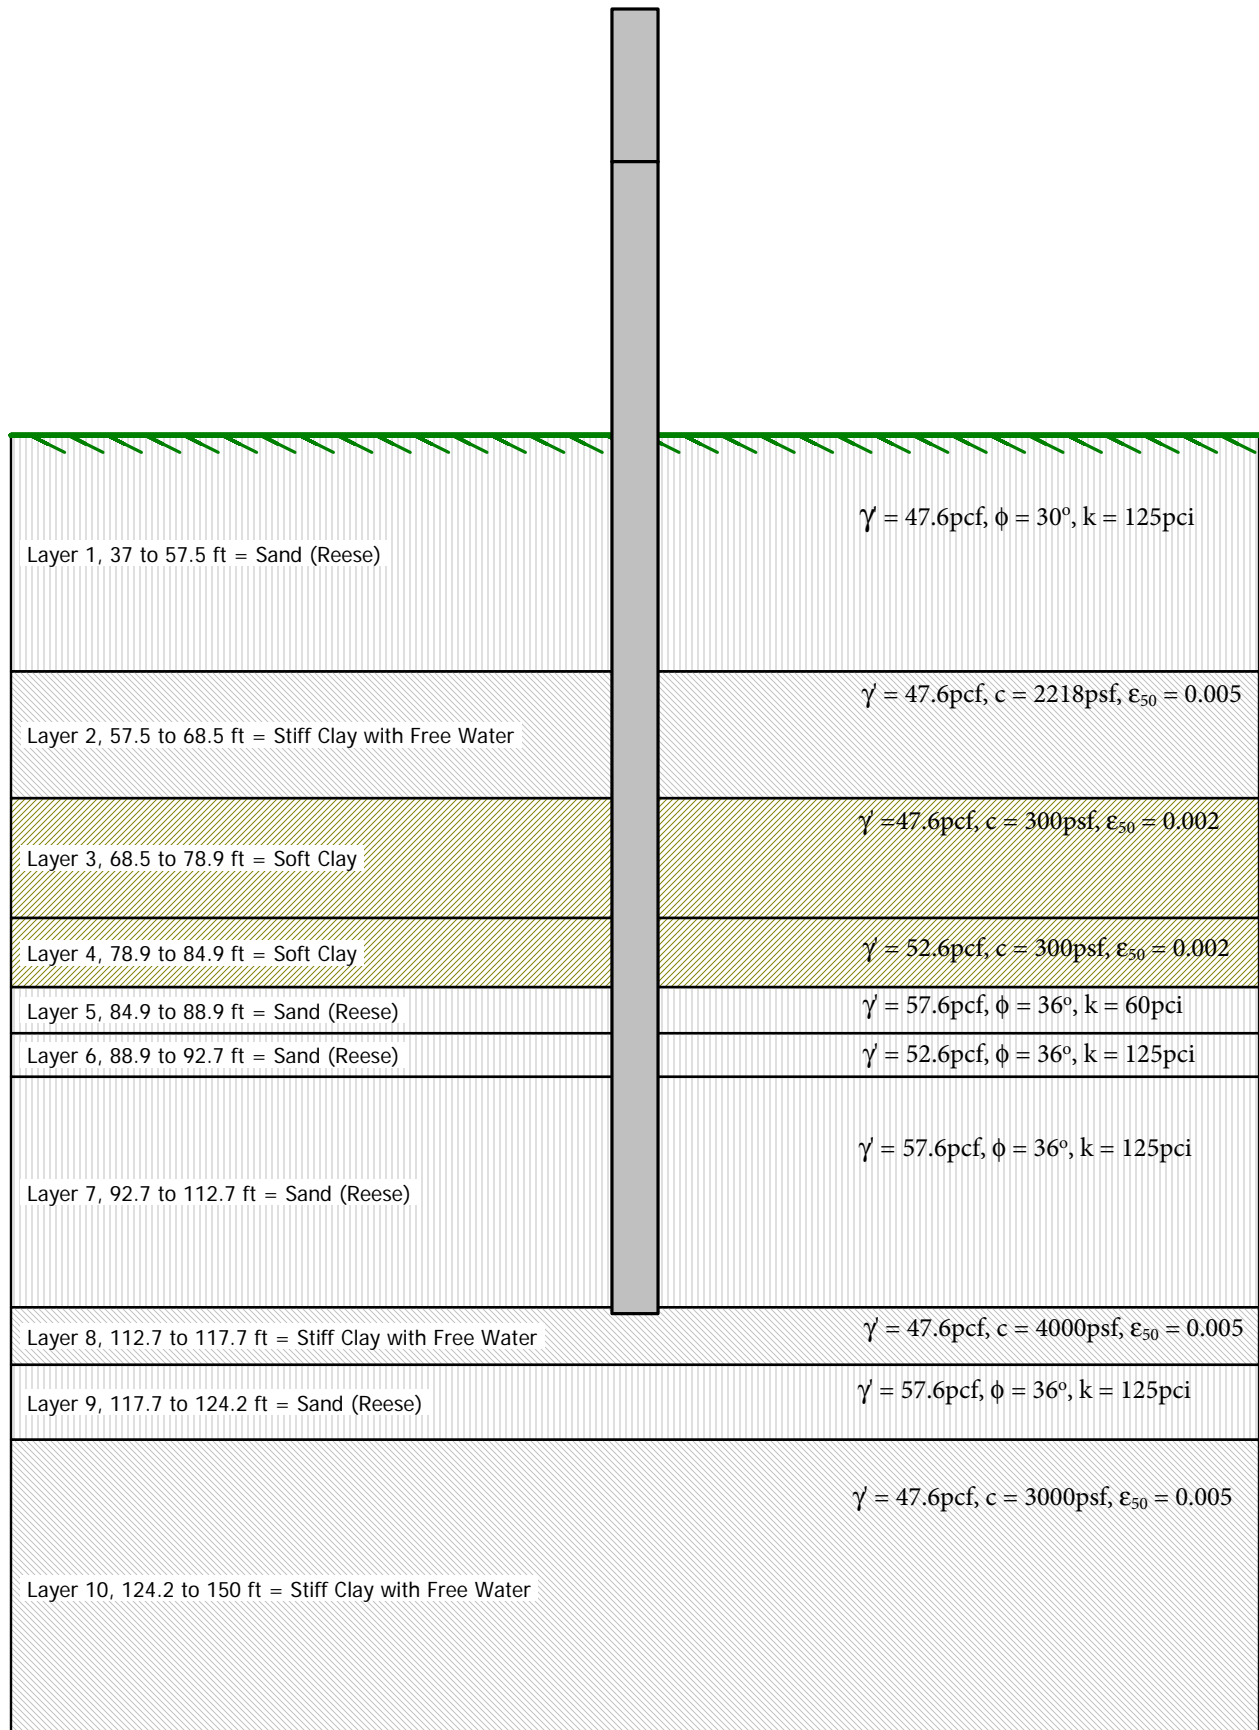 γ' = 47.6pcf, ϕ = 30º, k = 125pci
Layer 1, 37 to 57.5 ft = Sand (Reese)
γ' = 47.6pcf, c = 2218psf, ε₅₀ = 0.005
Layer 2, 57.5 to 68.5 ft = Stiff Clay with Free Water
γ' =47.6pcf, c = 300psf, ε₅₀ = 0.002
Layer 3, 68.5 to 78.9 ft = Soft Clay
γ' = 52.6pcf, c = 300psf, ε₅₀ = 0.002
Layer 4, 78.9 to 84.9 ft = Soft Clay
γ' = 57.6pcf, ϕ = 36º, k = 60pci
Layer 5, 84.9 to 88.9 ft = Sand (Reese)
γ' = 52.6pcf, ϕ = 36º, k = 125pci
Layer 6, 88.9 to 92.7 ft = Sand (Reese)
γ' = 57.6pcf, ϕ = 36º, k = 125pci
Layer 7, 92.7 to 112.7 ft = Sand (Reese)
γ' = 47.6pcf, c = 4000psf, ε₅₀ = 0.005
Layer 8, 112.7 to 117.7 ft = Stiff Clay with Free Water
γ' = 57.6pcf, ϕ = 36º, k = 125pci
Layer 9, 117.7 to 124.2 ft = Sand (Reese)
γ' = 47.6pcf, c = 3000psf, ε₅₀ = 0.005
Layer 10, 124.2 to 150 ft = Stiff Clay with Free Water